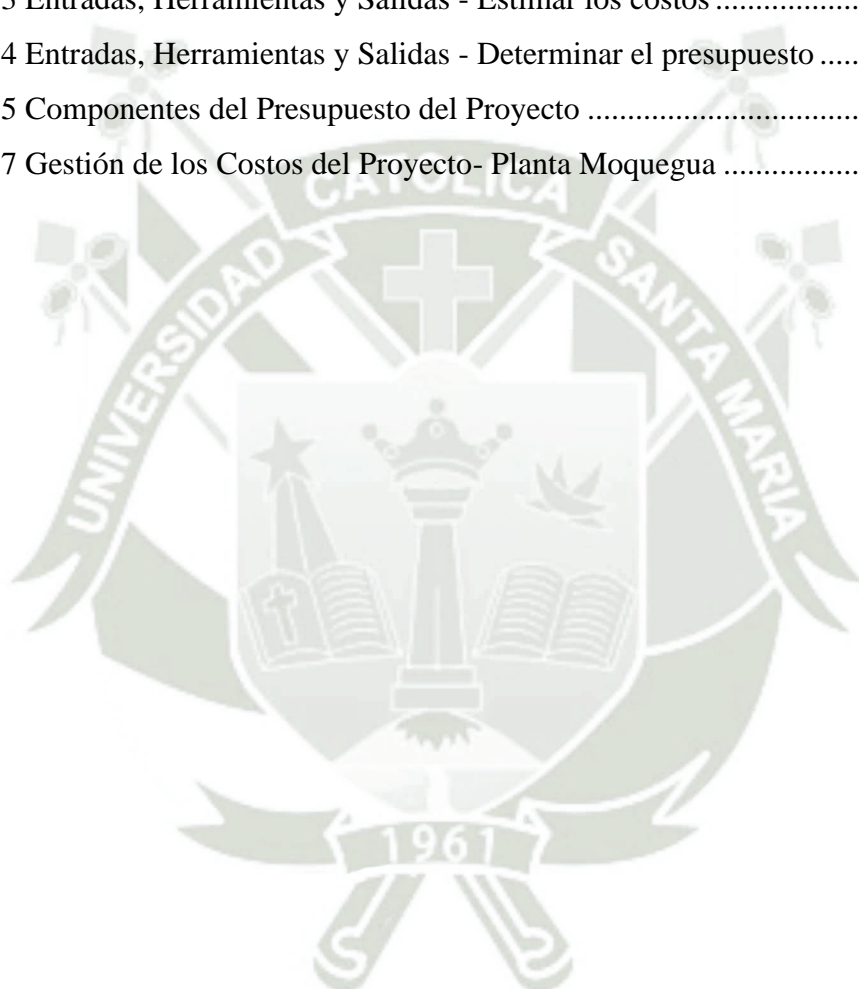 3 Entradas, Herramientas y Salidas - Estimar los costos .................
4 Entradas, Herramientas y Salidas - Determinar el presupuesto .....
5 Componentes del Presupuesto del Proyecto ..................................
7 Gestión de los Costos del Proyecto- Planta Moquegua .................
UNIVERSIDAD CATOLICA SANTA MARIA
1961